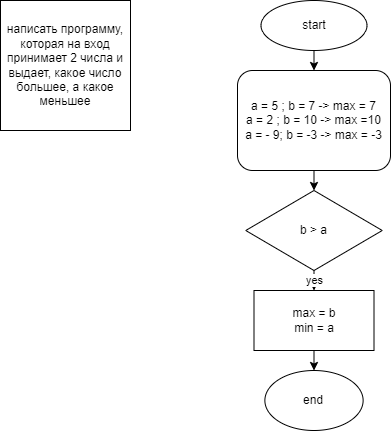 написать программу,
которая на вход
принимает 2 числа и
выдает, какое число
большее, а какое
меньшее
start
a = 5 ; b = 7 -> max = 7
a = 2 ; b = 10 -> max =10
a = - 9; b = -3 -> max = -3
b > a
yes
max = b
min = a
end